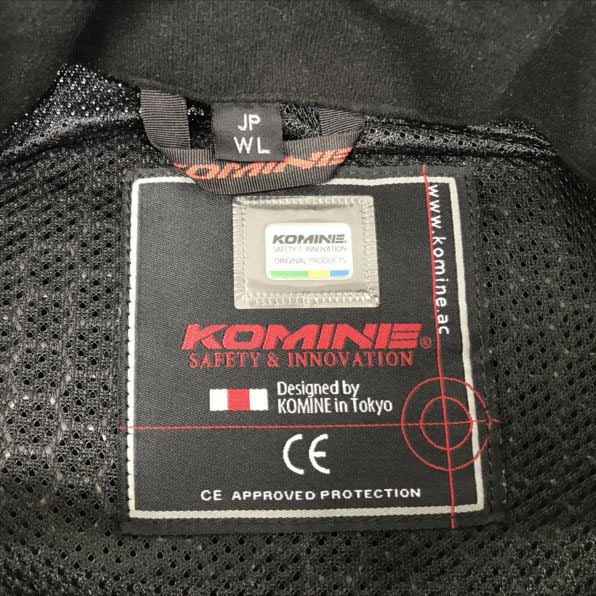 JP
WL
KOMINE
KOMINE
SAFETY & INNOVATION
ORIGINAL PRODUCTS
www.komine.ac
KOMINE®
SAFETY & INNOVATION
Designed by
KOMINE in Tokyo
CE
CE APPROVED PROTECTION